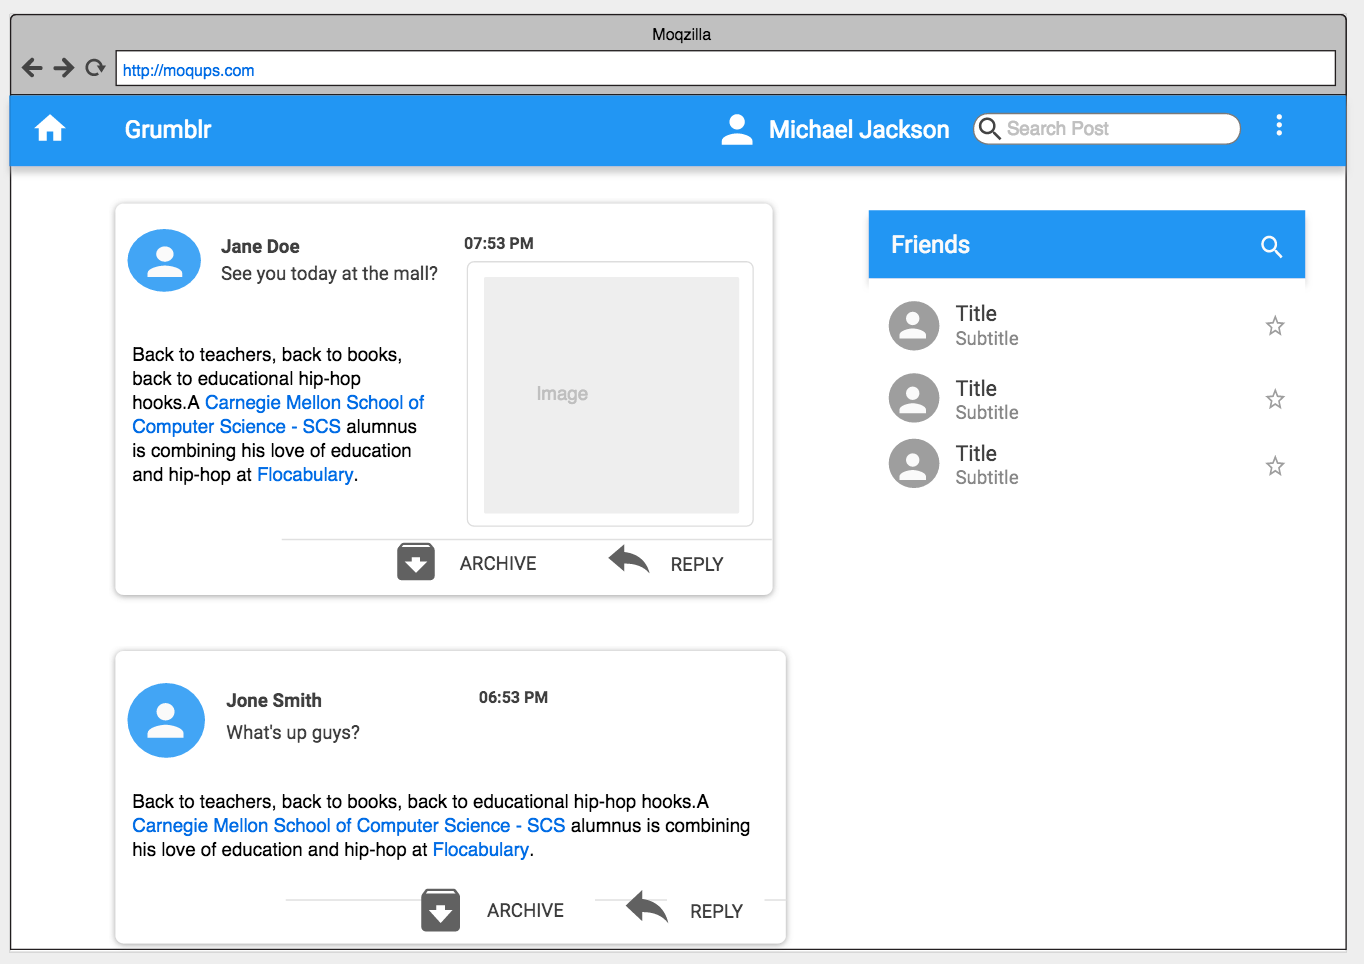 Moqzilla
http://moqups.com
Grumblr
Michael Jackson
Search Post
Jane Doe
07:53 PM
See you today at the mall?
Back to teachers, back to books,
back to educational hip-hop
hooks.A Carnegie Mellon School of
Computer Science - SCS alumnus
is combining his love of education
and hip-hop at Flocabulary.
Image
ARCHIVE
REPLY
Jone Smith
06:53 PM
What's up guys?
Back to teachers, back to books, back to educational hip-hop hooks.A
Carnegie Mellon School of Computer Science - SCS alumnus is combining
his love of education and hip-hop at Flocabulary.
ARCHIVE
REPLY
Friends
Title
Subtitle
Title
Subtitle
Title
Subtitle